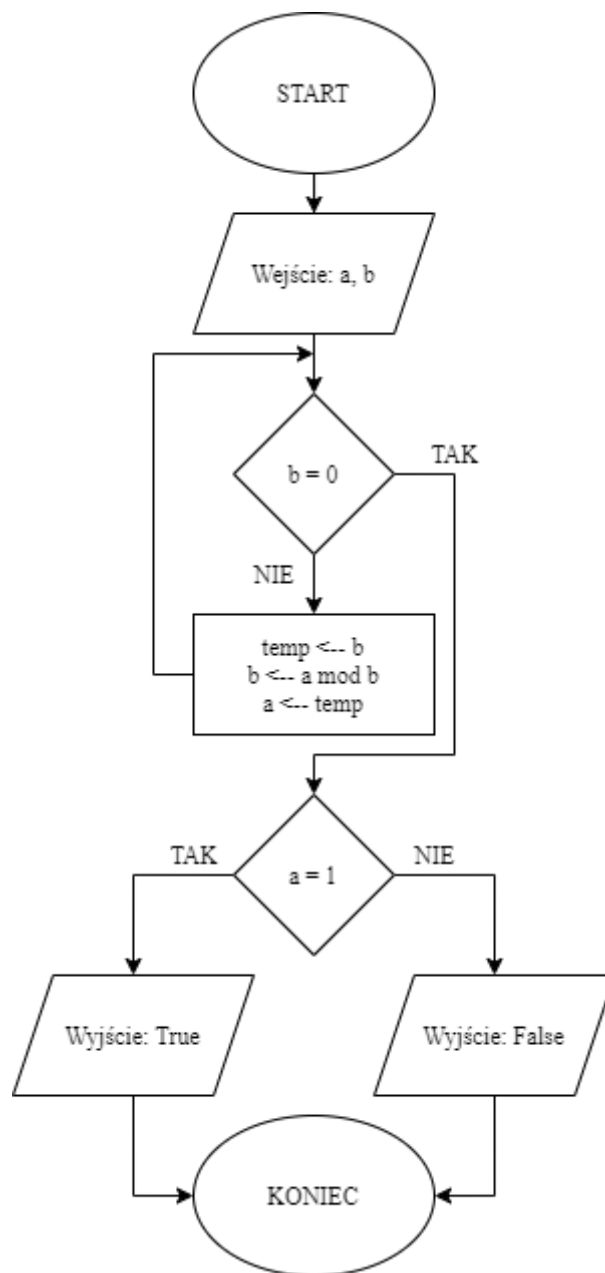 START
Wejście: a, b
b = 0
TAK
NIE
temp <-- b
b <-- a mod b
a <-- temp
TAK
a = 1
NIE
Wyjście: True
Wyjście: False
KONIEC